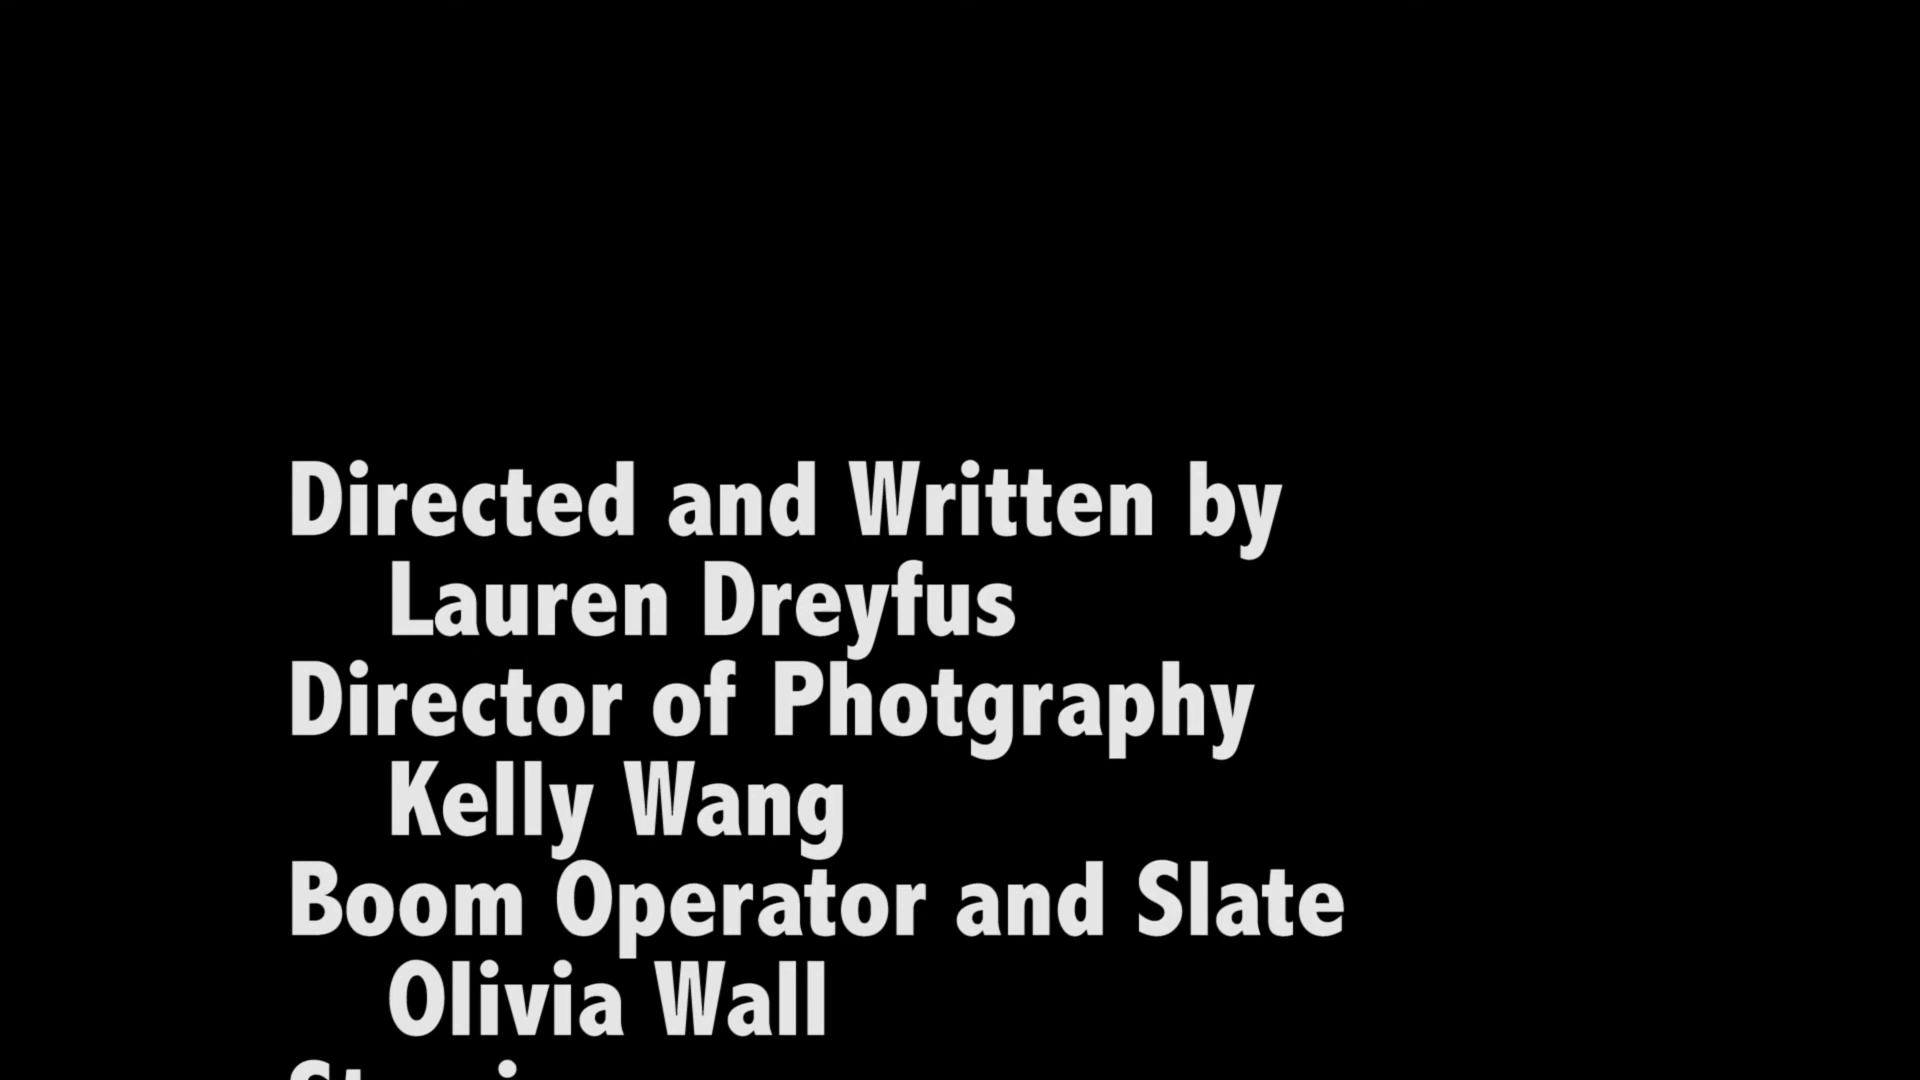 Directed and Written by
Lauren Dreyfus
Director of Photgraphy
Kelly Wang
Boom Operator and Slate
Olivia Wall